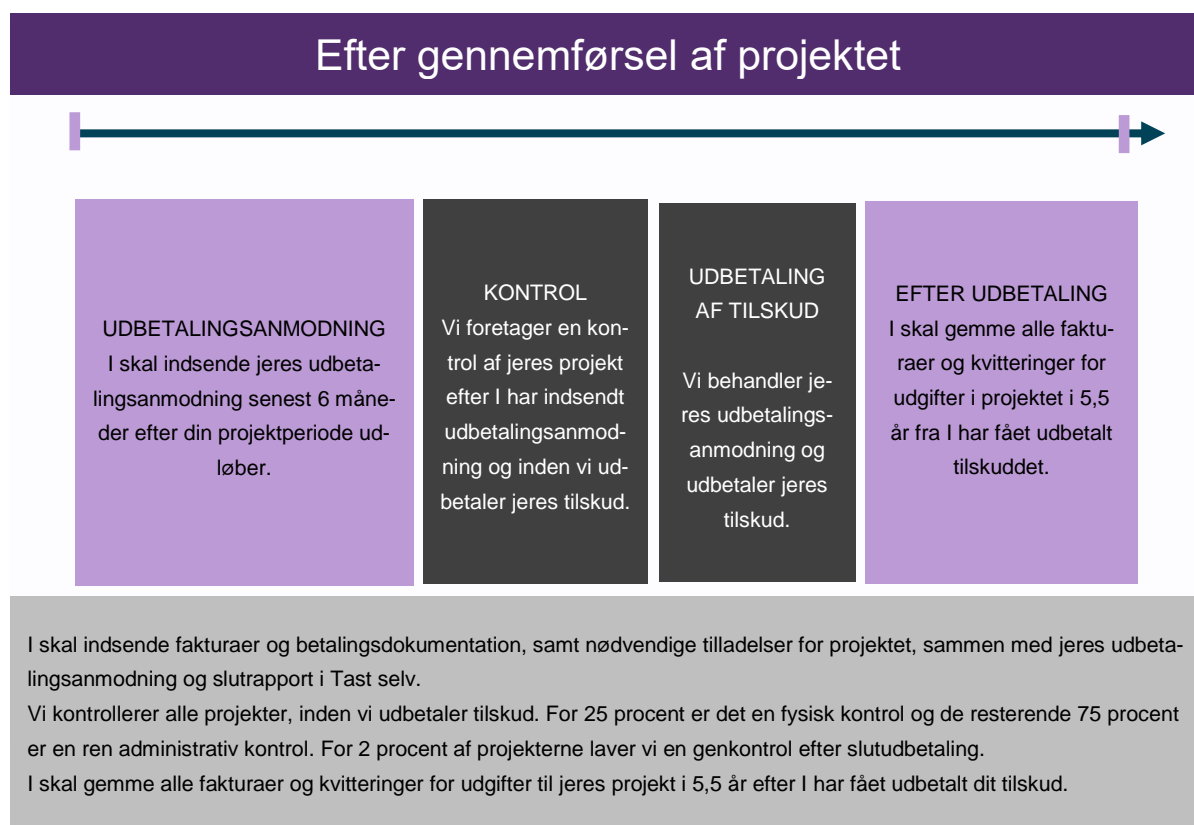 Efter gennemførsel af projektet
UDBETALINGSANMODNING
I skal indsende jeres udbeta-
lingsanmodning senest 6 måne-
der efter din projektperiode ud-
løber.
KONTROL
Vi foretager en kon-
trol af jeres projekt
efter I har indsendt
udbetalingsanmod-
ning og inden vi ud-
betaler jeres tilskud.
UDBETALING
AF TILSKUD
Vi behandler je-
res udbetalings-
anmodning og
udbetaler jeres
tilskud.
EFTER UDBETALING
I skal gemme alle faktu-
raer og kvitteringer for
udgifter i projektet i 5,5
år fra I har fået udbetalt
tilskuddet.
I skal indsende fakturaer og betalingsdokumentation, samt nødvendige tilladelser for projektet, sammen med jeres udbeta-
lingsanmodning og slutrapport i Tast selv.
Vi kontrollerer alle projekter, inden vi udbetaler tilskud. For 25 procent er det en fysisk kontrol og de resterende 75 procent
er en ren administrativ kontrol. For 2 procent af projekterne laver vi en genkontrol efter slutudbetaling.
I skal gemme alle fakturaer og kvitteringer for udgifter til jeres projekt i 5,5 år efter I har fået udbetalt dit tilskud.